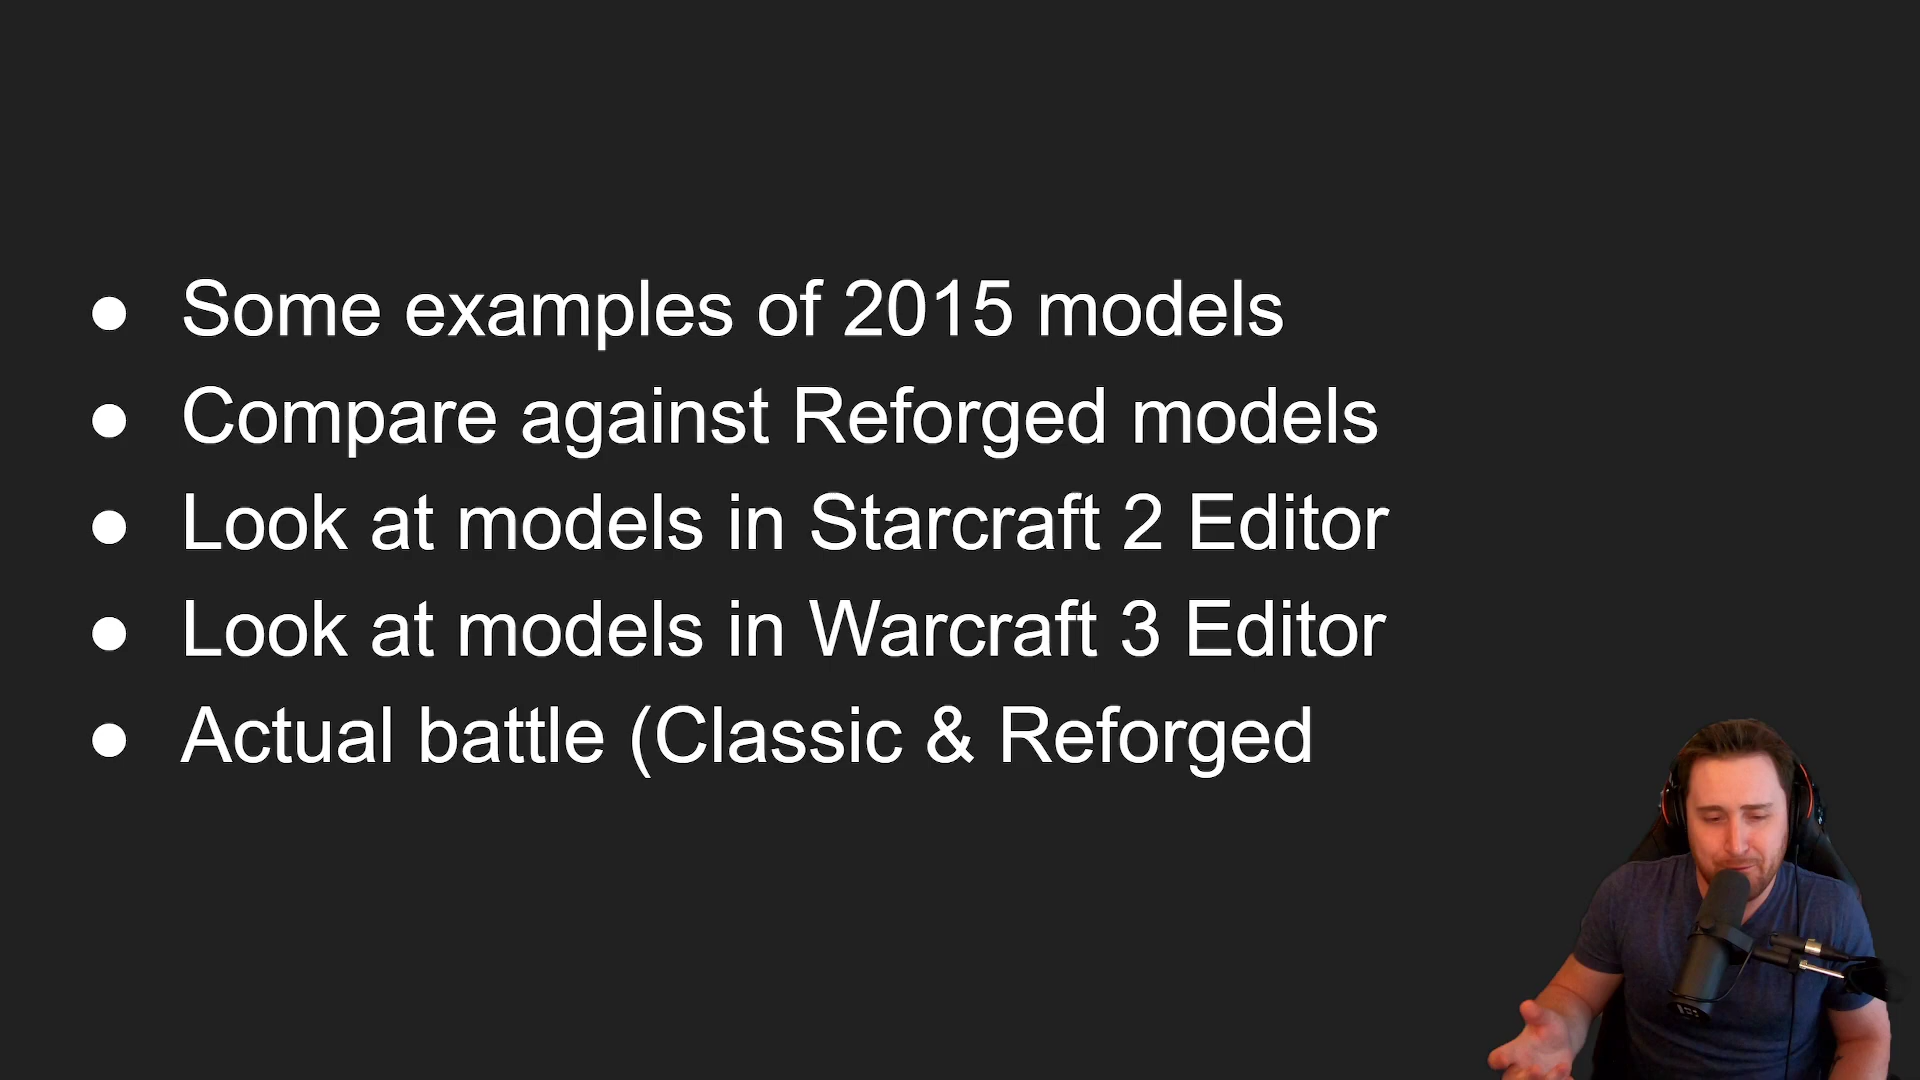 ● Some examples of 2015 models
● Compare against Reforged models
● Look at models in Starcraft 2 Editor
● Look at models in Warcraft 3 Editor
● Actual battle (Classic & Reforged